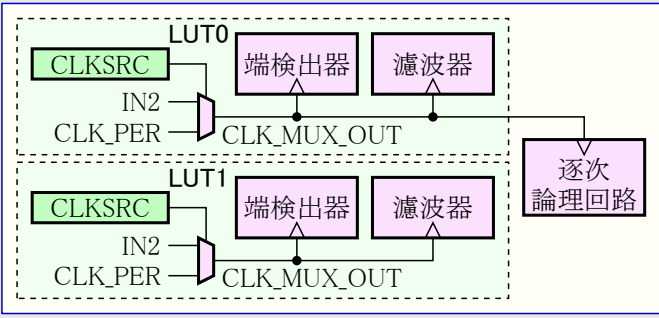 LUT0
CLKSRC
端検出器
濾波器
IN2
CLK_PER
CLK_MUX_OUT
逐次
論理回路
LUT1
CLKSRC
端検出器
濾波器
IN2
CLK_PER
CLK_MUX_OUT